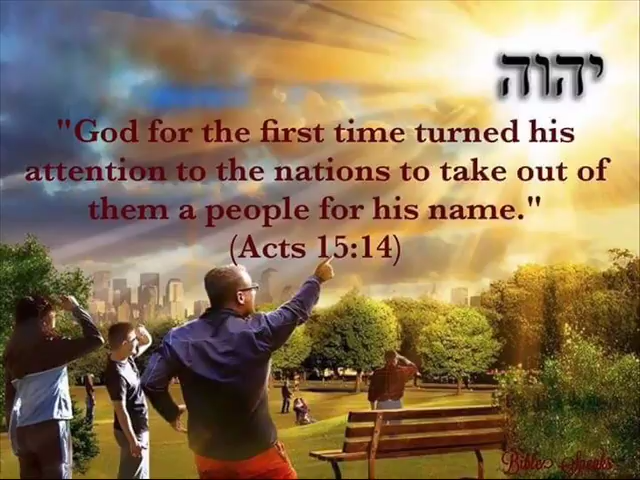 יהוה
"God for the first time turned his
attention to the nations to take out of
them a people for his name."
(Acts 15:14)
Bible Speaks